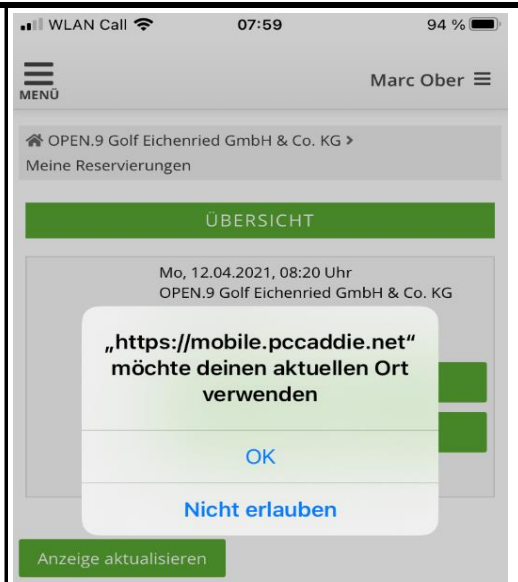 WLAN Call 07:59 94 %
MENÜ Marc Ober
OPEN.9 Golf Eichenried GmbH & Co. KG >
Meine Reservierungen
ÜBERSICHT
Mo, 12.04.2021, 08:20 Uhr
OPEN.9 Golf Eichenried GmbH & Co. KG
„https://mobile.pccaddie.net“
möchte deinen aktuellen Ort
verwenden
OK
Nicht erlauben
Anzeige aktualisieren